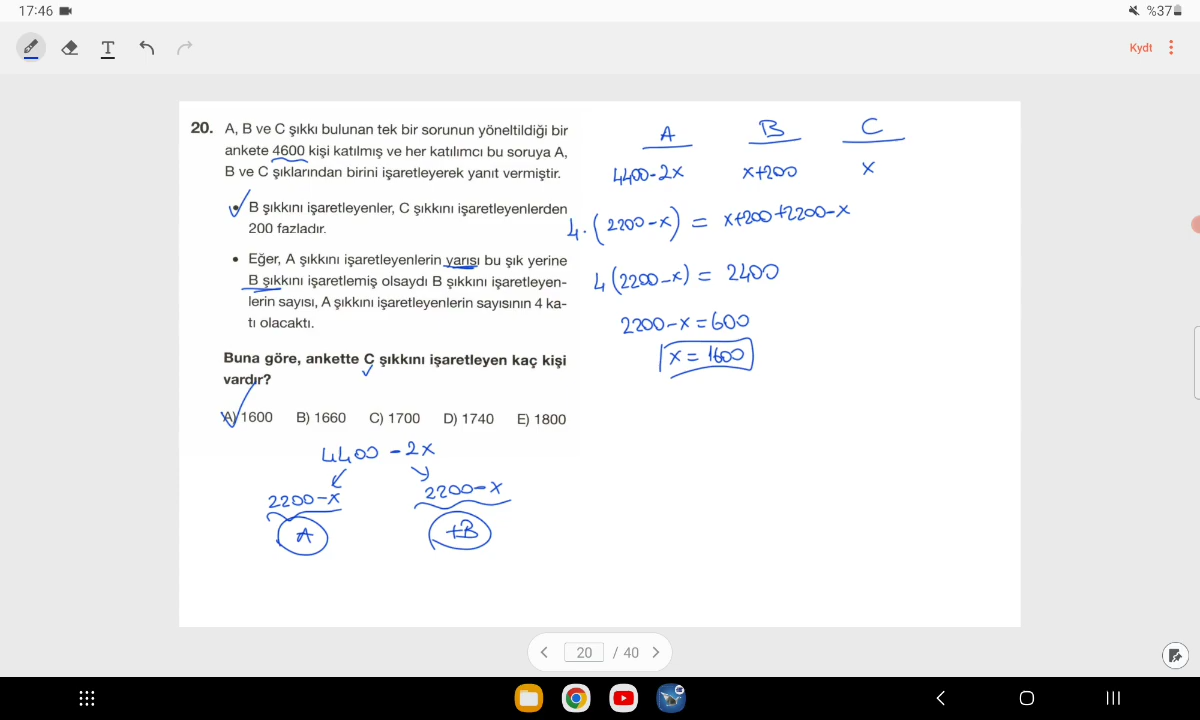 17:46
%37
T
Kydt
20. A, B ve C şıkkı bulunan tek bir sorunun yöneltildiği bir
ankete 4600 kişi katılmış ve her katılımcı bu soruya A,
B ve C şıklarından birini işaretleyerek yanıt vermiştir.
• B şıkkını işaretleyenler, C şıkkını işaretleyenlerden
200 fazladır.
• Eğer, A şıkkını işaretleyenlerin yarısı bu şık yerine
B şıkkını işaretlemiş olsaydı B şıkkını işaretleyen-
lerin sayısı, A şıkkını işaretleyenlerin sayısının 4 ka-
tı olacaktı.
Buna göre, ankette C şıkkını işaretleyen kaç kişi
vardır?
A) 1600 B) 1660 C) 1700 D) 1740 E) 1800
4400 - 2x
2200-x 2200-x
A +B
A B C
4400-2x x+200 x
4.(2200-x) = x+200+2200-x
4(2200-x) = 2400
2200-x=600
x= 1600
20 / 40